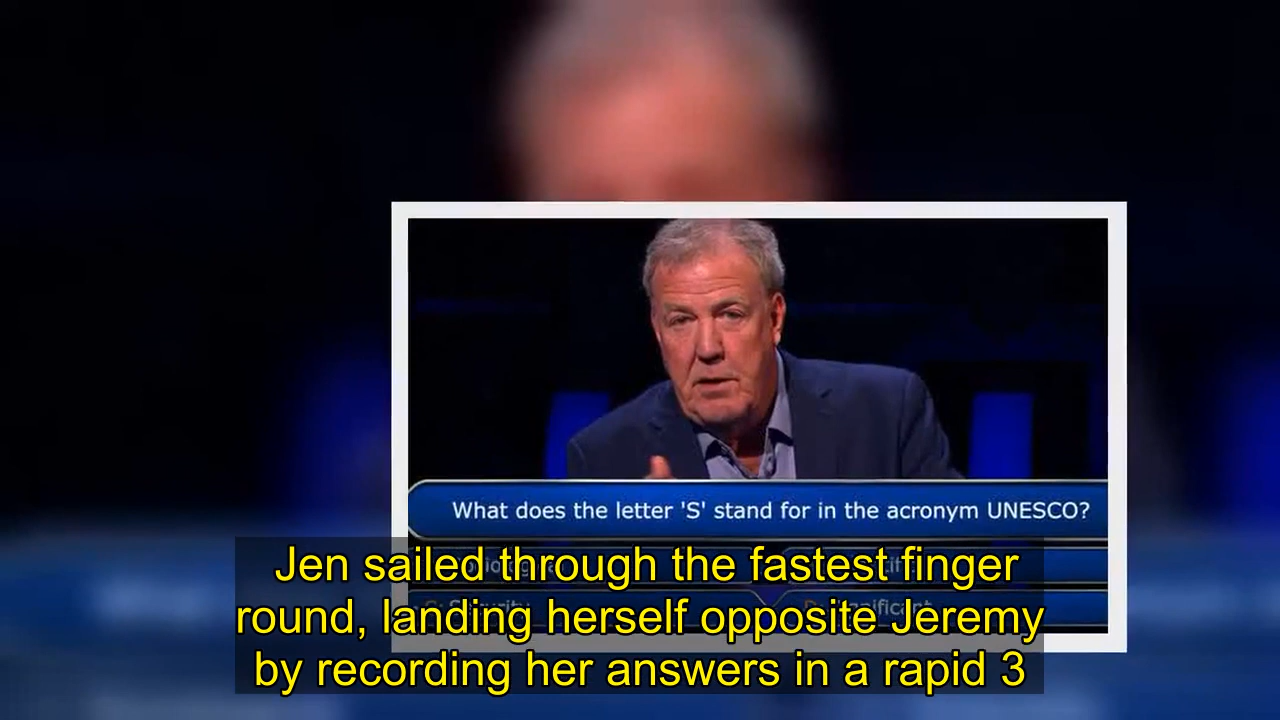 What does the letter 'S' stand for in the acronym UNESCO?
Jen sailed through the fastest finger
round, landing herself opposite Jeremy
by recording her answers in a rapid 3